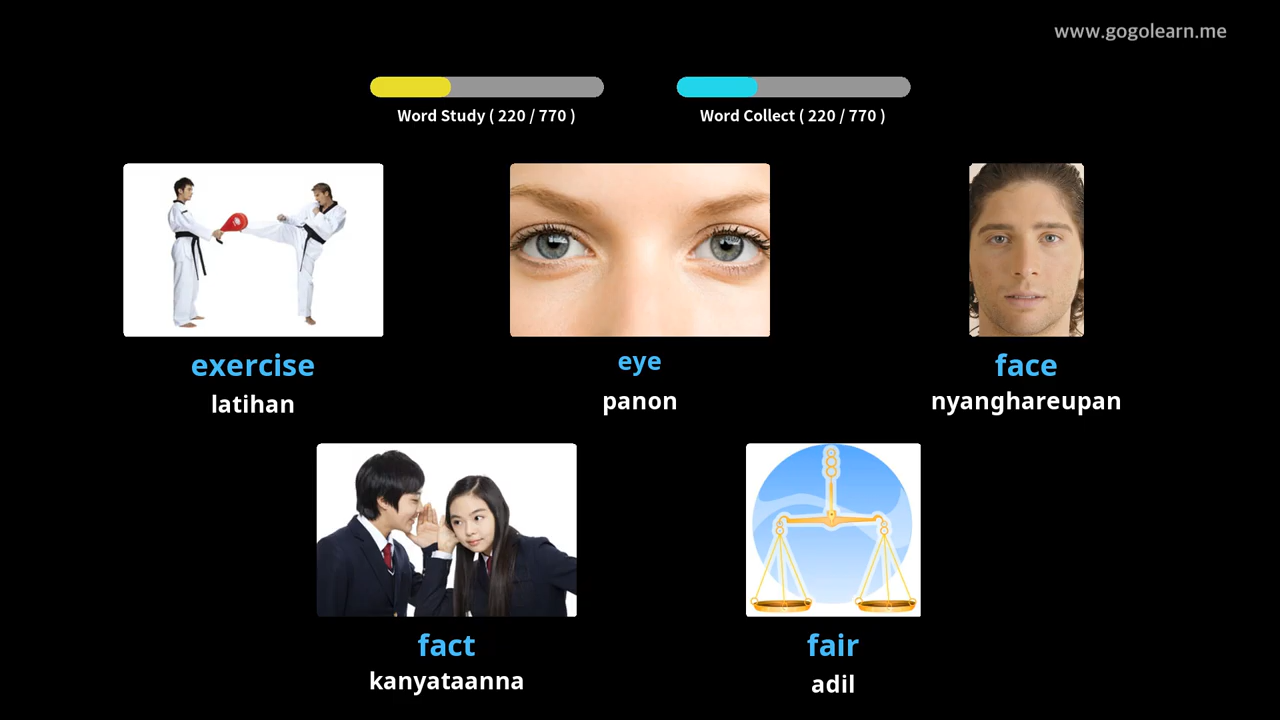 www.gogolearn.me
Word Study ( 220 / 770 )
Word Collect ( 220 / 770 )
exercise
latihan
eye
panon
face
nyanghareupan
fact
kanyataanna
fair
adil